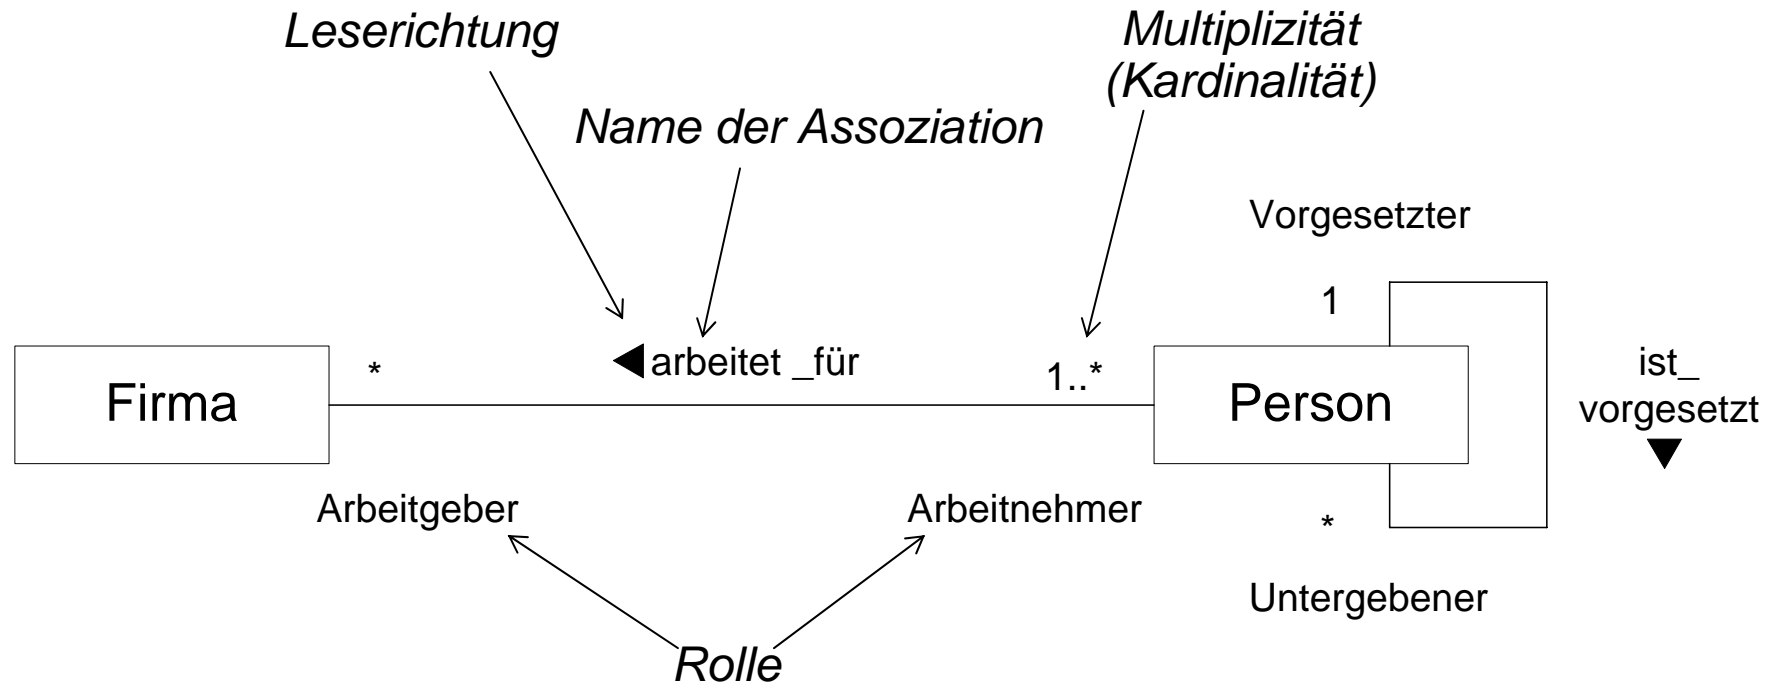 Leserichtung
Multiplizität
(Kardinalität)
Name der Assoziation
Vorgesetzter
1
* ◀ arbeitet _für 1..*
Firma
Person
ist_
vorgesetzt
▼
Arbeitgeber
Arbeitnehmer
*
Untergebener
Rolle